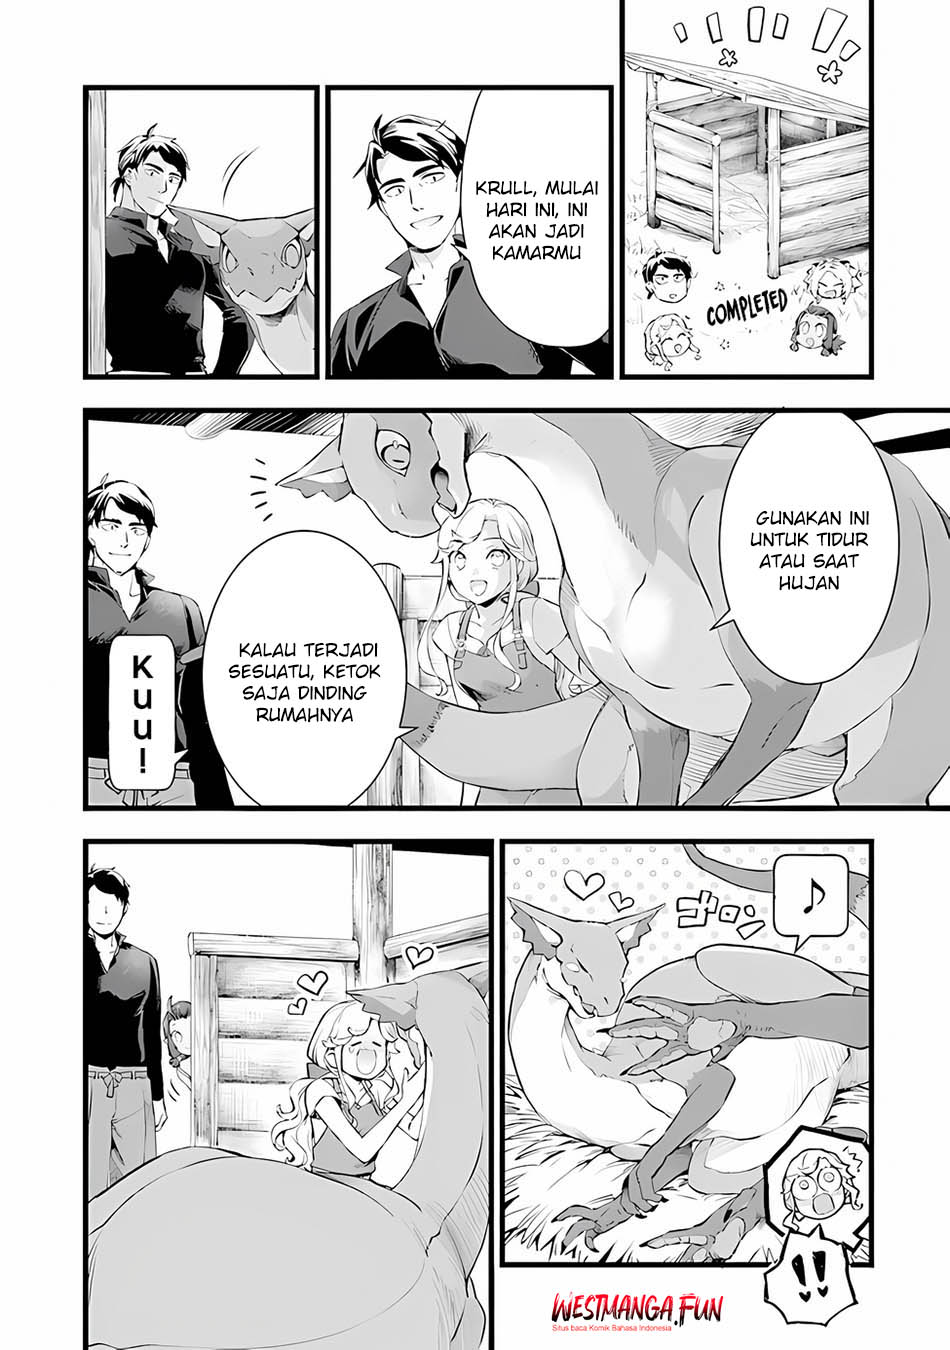 COMPLETED
KRULL, MULAI
HARI INI, INI
AKAN JADI
KAMARMU
GUNAKAN INI
UNTUK TIDUR
ATAU SAAT
HUJAN
KALAU TERJADI
SESUATU, KETOK
SAJA DINDING
RUMAHNYA
Kuu!
ゴロン
♪
!!
WESTMANGA.FUN
Situs baca Komik Bahasa Indonesia